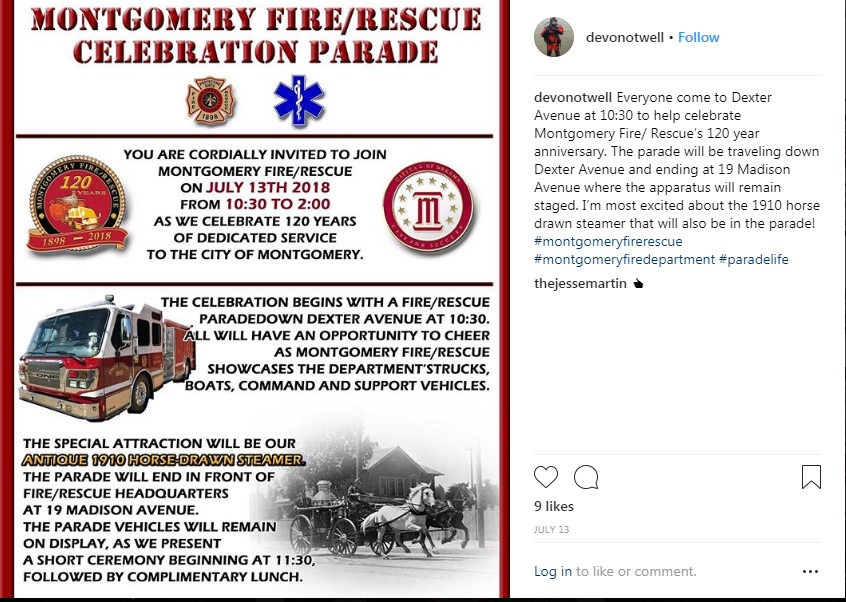 MONTGOMERY FIRE/RESCUE
CELEBRATION PARADE
1898
YOU ARE CORDIALLY INVITED TO JOIN
MONTGOMERY FIRE/RESCUE
ON JULY 13TH 2018
FROM 10:30 TO 2:00
AS WE CELEBRATE 120 YEARS
OF DEDICATED SERVICE
TO THE CITY OF MONTGOMERY.
MONTGOMERY FIRE/RESCUE
120
YEARS
1898 — 2018
CAPITAL OF DREAMS
M
THE CELEBRATION BEGINS WITH A FIRE/RESCUE
PARADEDOWN DEXTER AVENUE AT 10:30.
ALL WILL HAVE AN OPPORTUNITY TO CHEER
AS MONTGOMERY FIRE/RESCUE
SHOWCASES THE DEPARTMENT'STRUCKS,
BOATS, COMMAND AND SUPPORT VEHICLES.
THE SPECIAL ATTRACTION WILL BE OUR
ANTIQUE 1910 HORSE-DRAWN STEAMER.
THE PARADE WILL END IN FRONT OF
FIRE/RESCUE HEADQUARTERS
AT 19 MADISON AVENUE.
THE PARADE VEHICLES WILL REMAIN
ON DISPLAY, AS WE PRESENT
A SHORT CEREMONY BEGINNING AT 11:30,
FOLLOWED BY COMPLIMENTARY LUNCH.
devonotwell • Follow
devonotwell Everyone come to Dexter
Avenue at 10:30 to help celebrate
Montgomery Fire/ Rescue's 120 year
anniversary. The parade will be traveling down
Dexter Avenue and ending at 19 Madison
Avenue where the apparatus will remain
staged. I'm most excited about the 1910 horse
drawn steamer that will also be in the parade!
#montgomeryfirerescue
#montgomeryfiredepartment #paradelife
thejessemartin
9 likes
JULY 13
Log in to like or comment.